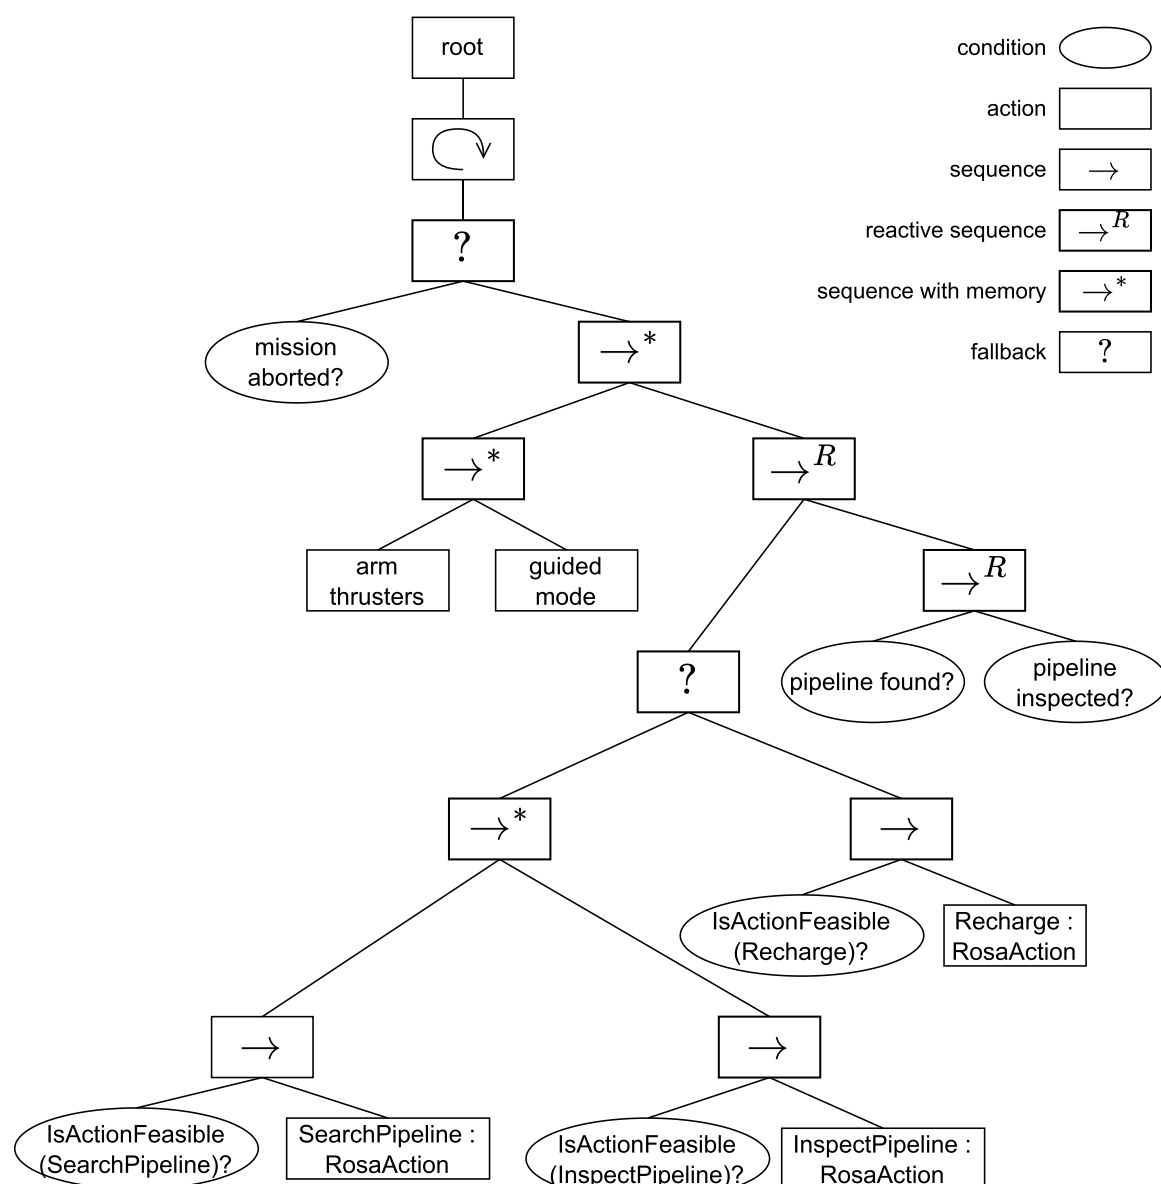 root
condition
action
sequence
→
reactive sequence
→R
sequence with memory
→*
fallback
?
?
mission
aborted?
→*
→*
→R
arm
thrusters
guided
mode
→R
?
pipeline found?
pipeline
inspected?
→*
→
IsActionFeasible
(Recharge)?
Recharge :
RosaAction
→
→
IsActionFeasible
(SearchPipeline)?
SearchPipeline :
RosaAction
IsActionFeasible
(InspectPipeline)?
InspectPipeline :
RosaAction